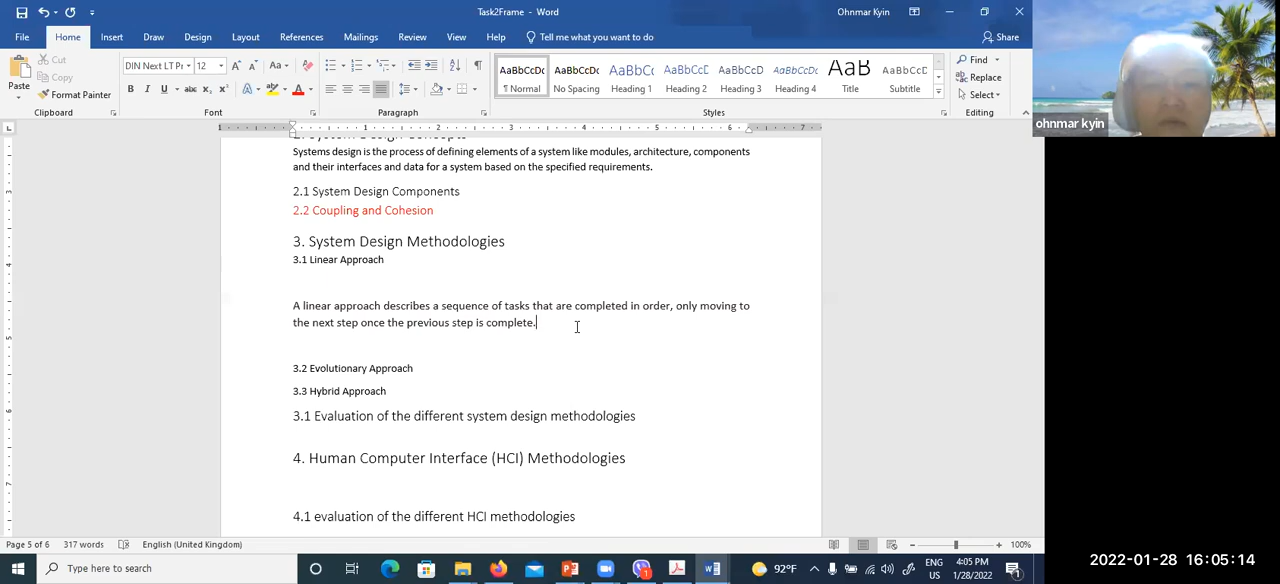 Task2Frame - Word
Ohnmar Kyin
File Home Insert Draw Design Layout References Mailings Review View Help Tell me what you want to do Share
Cut
Copy
Format Painter
Paste
DIN Next LT Pr 12
AaBbCcDc AaBbCcDc AaBbCc AaBbCcE AaBbCcD AaBbCcDc AaB AaBbCcC
¶ Normal No Spacing Heading 1 Heading 2 Heading 3 Heading 4 Title Subtitle
Find
Replace
Select
Clipboard Font Paragraph Styles Editing
ohnmar kyin
Systems design is the process of defining elements of a system like modules, architecture, components
and their interfaces and data for a system based on the specified requirements.
2.1 System Design Components
2.2 Coupling and Cohesion
3. System Design Methodologies
3.1 Linear Approach
A linear approach describes a sequence of tasks that are completed in order, only moving to
the next step once the previous step is complete.
3.2 Evolutionary Approach
3.3 Hybrid Approach
3.1 Evaluation of the different system design methodologies
4. Human Computer Interface (HCI) Methodologies
4.1 evaluation of the different HCI methodologies
Page 5 of 6 317 words English (United Kingdom) 100%
Type here to search
92°F
ENG
US
4:05 PM
1/28/2022
2022-01-28 16:05:14